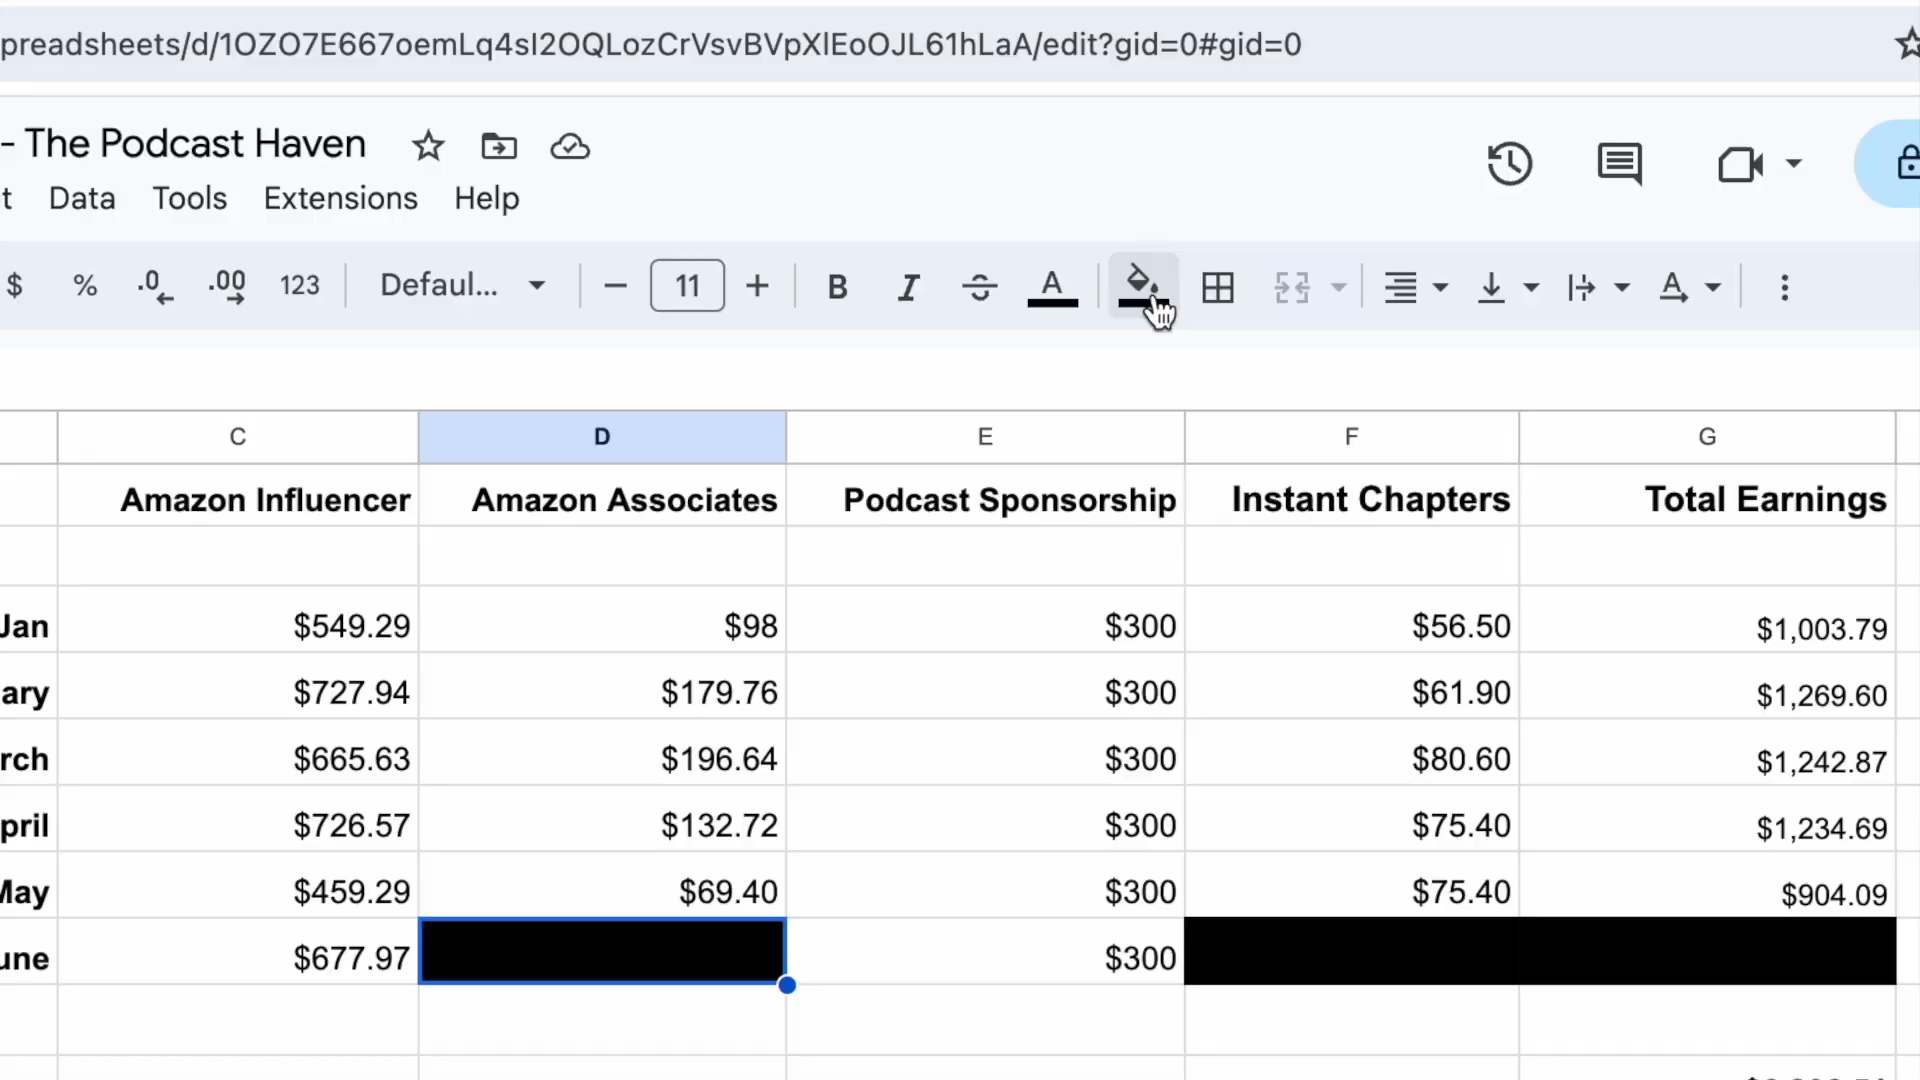 preadsheets/d/1OZO7E667oemLq4sI2OQLozCrVsvBVpXlEoOJL61hLaA/edit?gid=0#gid=0
- The Podcast Haven
t Data Tools Extensions Help
$ % .0 .00 123 Defaul... - 11 + B I S A
C D E F G
Amazon Influencer Amazon Associates Podcast Sponsorship Instant Chapters Total Earnings
Jan $549.29 $98 $300 $56.50 $1,003.79
ary $727.94 $179.76 $300 $61.90 $1,269.60
rch $665.63 $196.64 $300 $80.60 $1,242.87
pril $726.57 $132.72 $300 $75.40 $1,234.69
May $459.29 $69.40 $300 $75.40 $904.09
une $677.97 $300